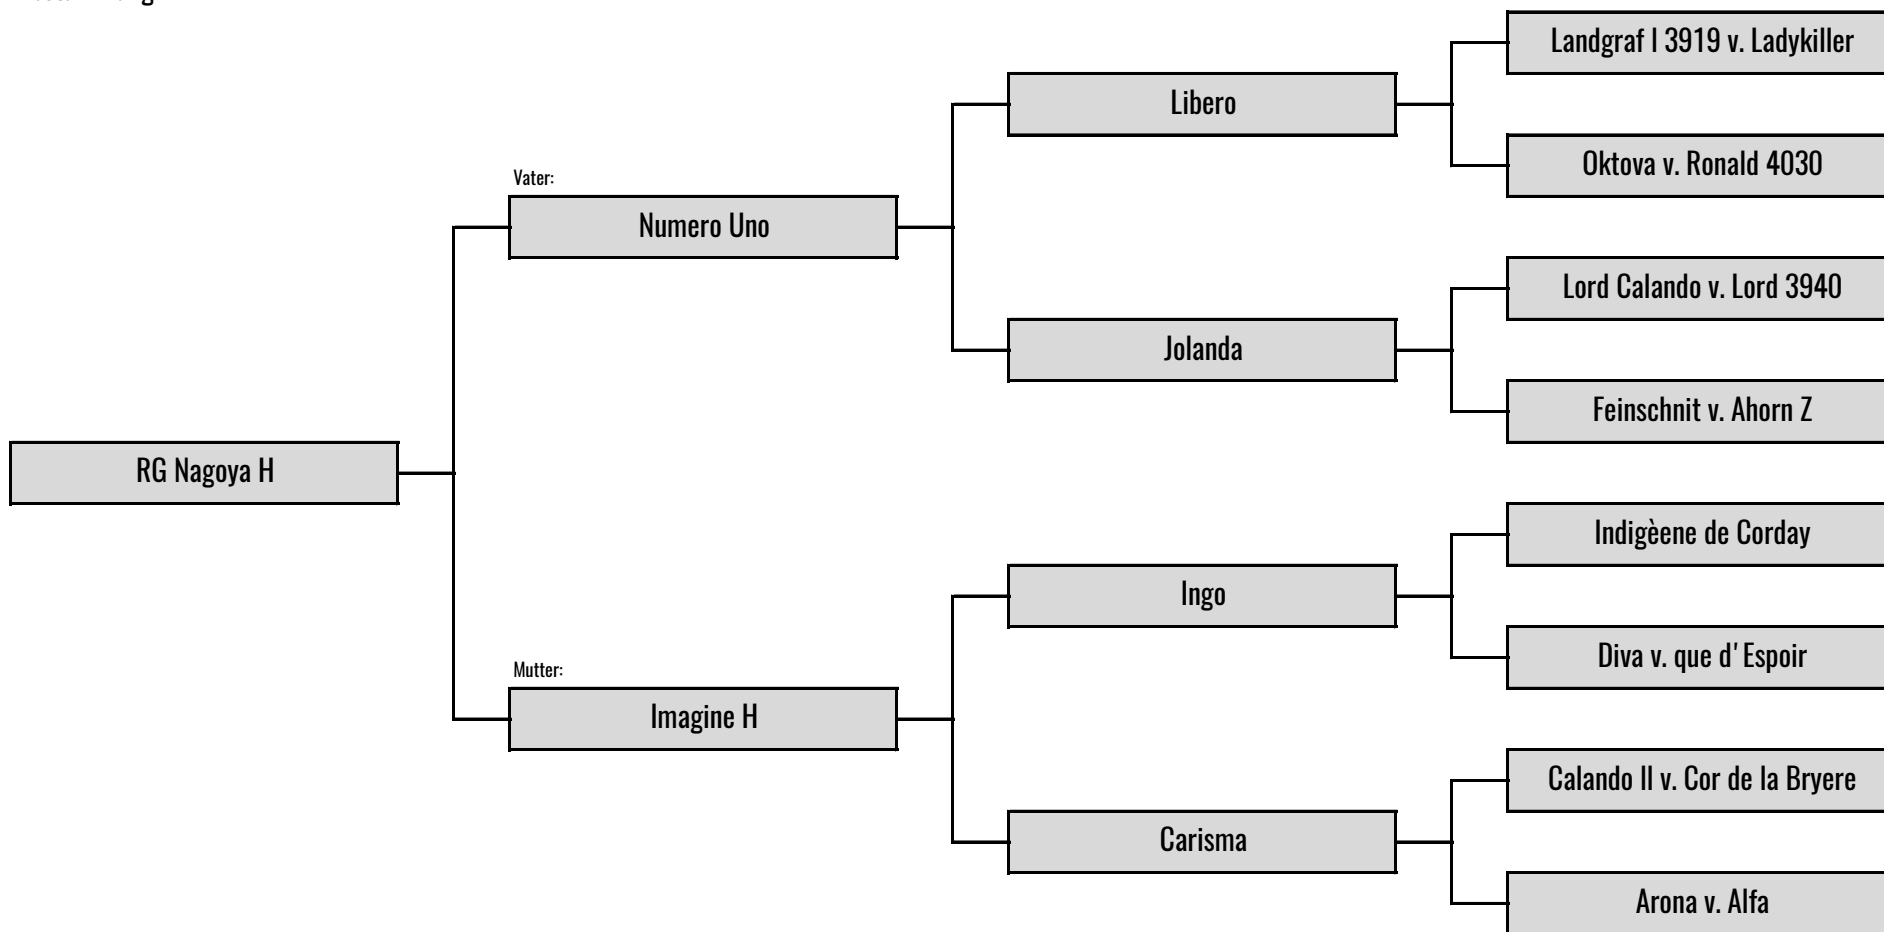 Landgraf I 3919 v. Ladykiller
Libero
Oktova v. Ronald 4030
Vater:
Numero Uno
Lord Calando v. Lord 3940
Jolanda
Feinschnit v. Ahorn Z
RG Nagoya H
Indigèene de Corday
Ingo
Diva v. que d'Espoir
Mutter:
Imagine H
Calando II v. Cor de la Bryere
Carisma
Arona v. Alfa